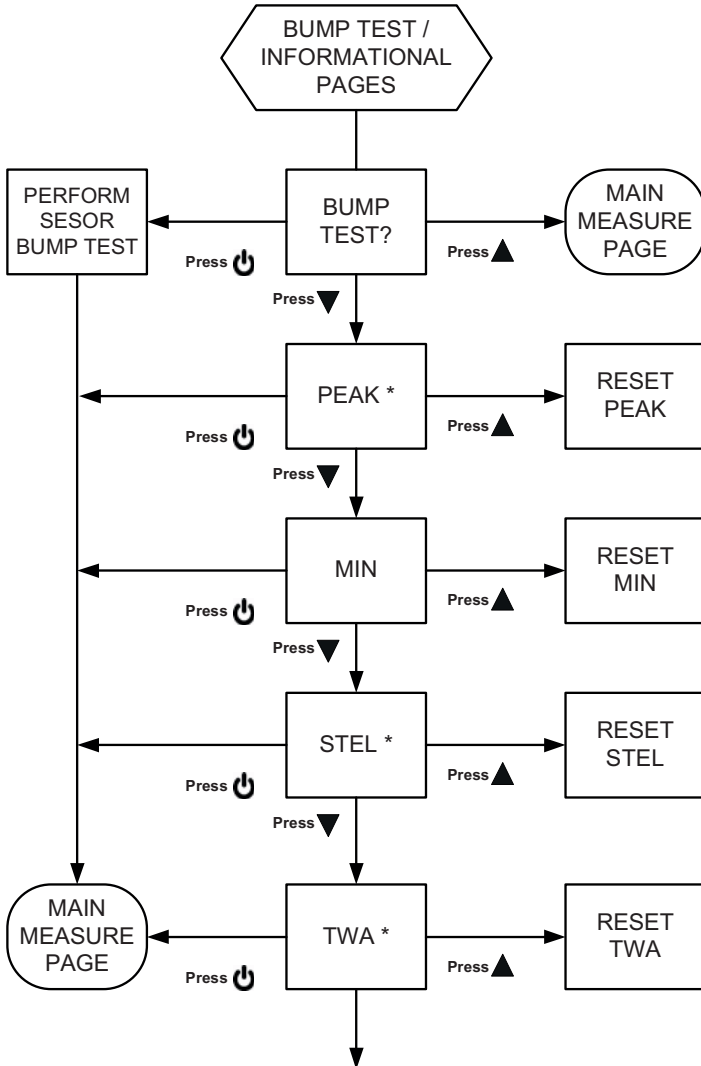 BUMP TEST /
INFORMATIONAL
PAGES
PERFORM
SESOR
BUMP TEST
BUMP
TEST?
MAIN
MEASURE
PAGE
Press
Press
Press
PEAK *
RESET
PEAK
Press
Press
Press
MIN
RESET
MIN
Press
Press
Press
STEL *
RESET
STEL
Press
Press
Press
MAIN
MEASURE
PAGE
TWA *
RESET
TWA
Press
Press